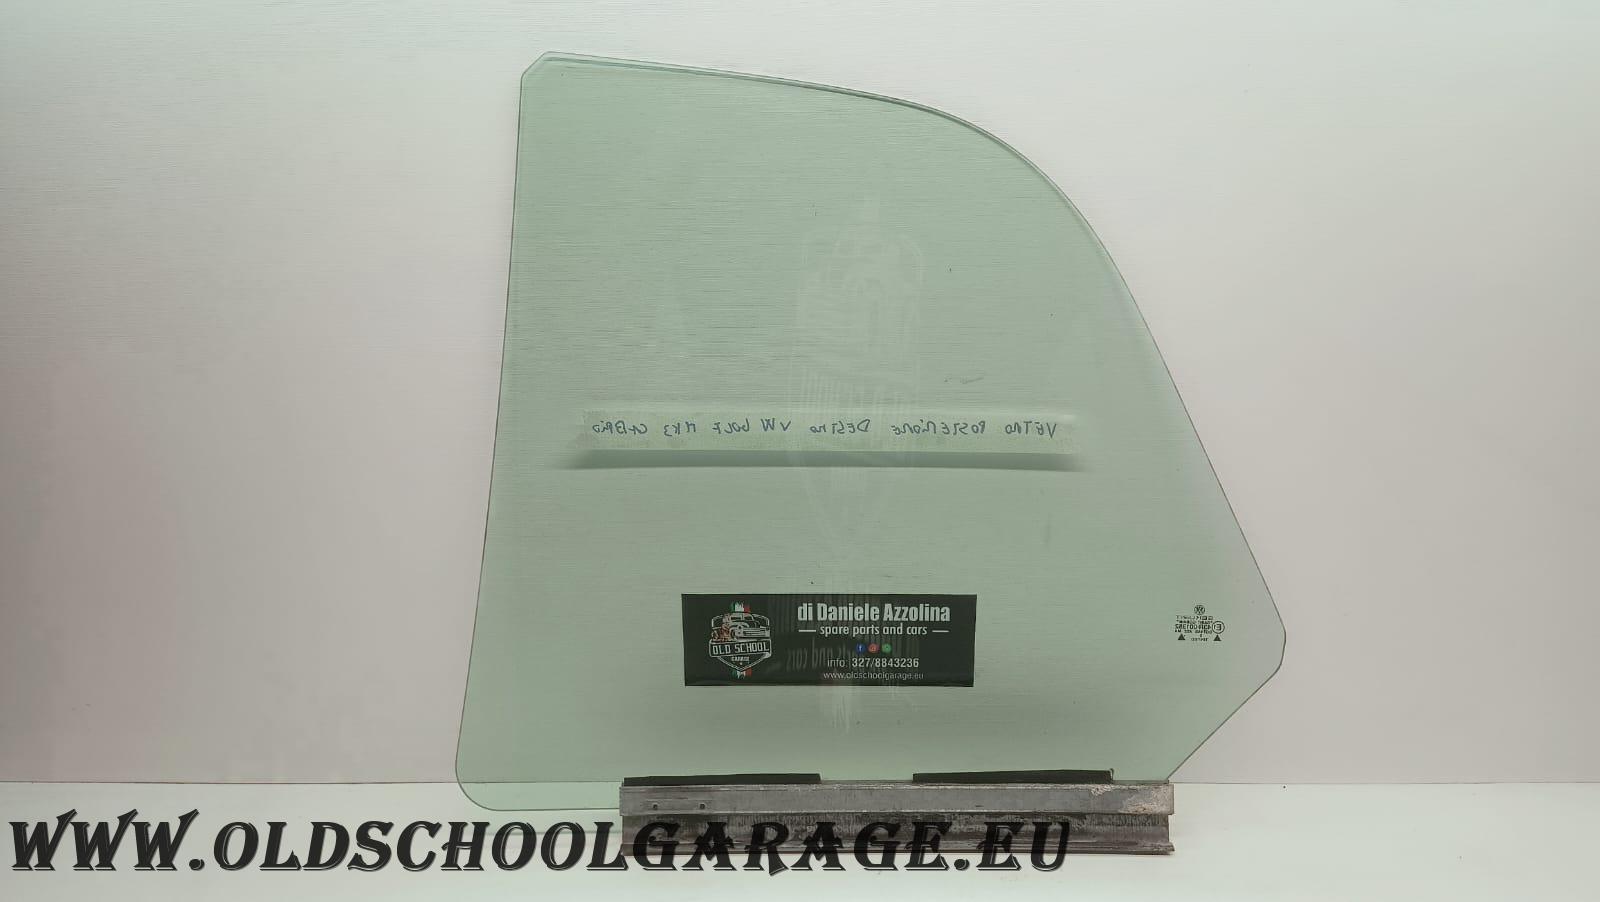 VETRO POSTERIORE DESTRO VW GOLF MK3 CABRIO
di Daniele Azzolina
spare parts and cars
OLD SCHOOL
GARAGE
info: 327/8843236
www.oldschoolgarage.eu
WWW.OLDSCHOOLGARAGE.EU